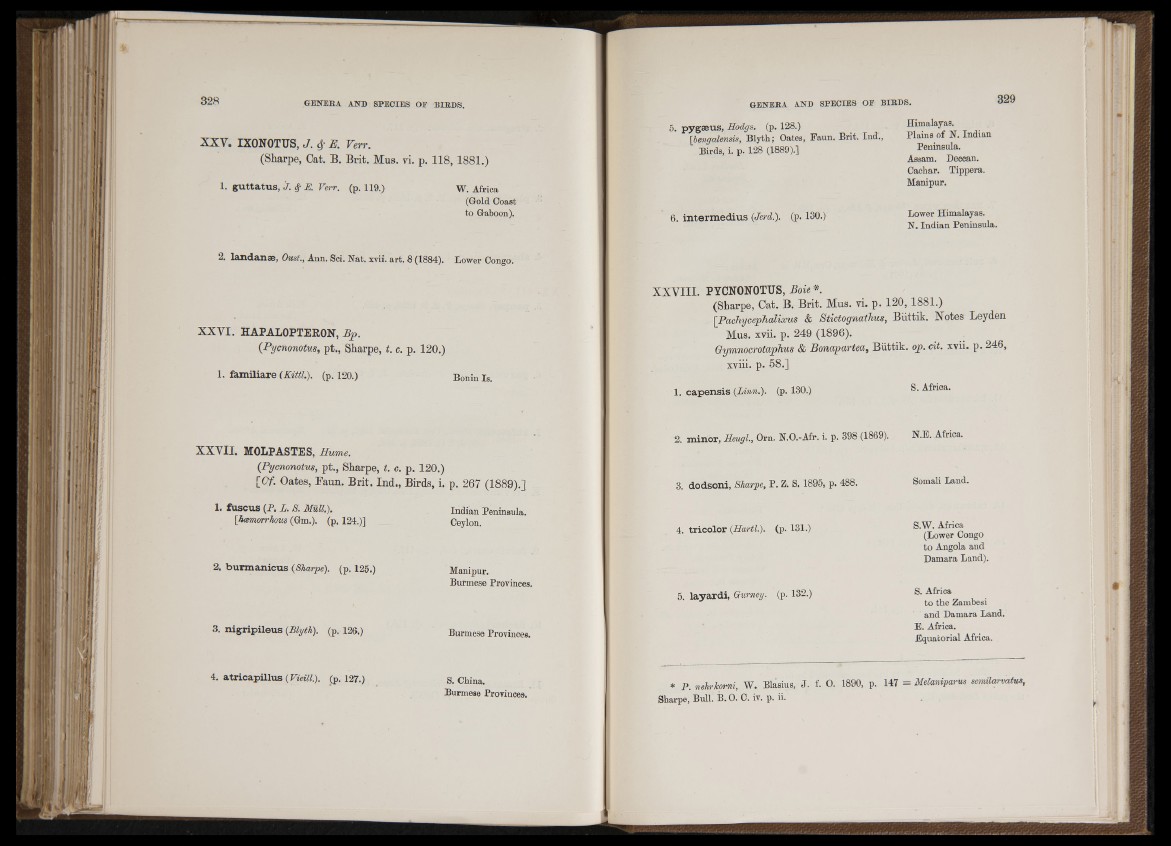 328 GENERA AND SPECIES OF BIRDS.
XXV. IXONOTUS, J. & E. Verr.
(Sharpe, Cat. B. Brit. Mus. vi. p. 118, 1881.)
1. guttatus, J. & E. Verr. (p. 119.) W. Africa
(Gold Coast
to Gaboon).
2. landanæ, Oust., Ann. Sci. Nat. xvii. art. 8 (1884). Lower Congo.
XXVI. HAPALOPTERON, Bp.
(Pycnonotus, pt., Sharpe, t. c. p. 120.)
1. familiare (Kittl.). (p. 120.) Bonin Is.
XXVII. MOLPASTES, Hume.
(Pycnonotus, pt., Sharpe, t. c. p. 120.)
[Cf. Oates, Faun. Brit. Ind., Birds, i. p. 267 (1889).]
1. fuscus (P. L. S. Müll.). Indian Peninsula.
[hæmorrhous (Gm.). (p. 124.)] Ceylon.
2. burmanicus (Sharpe). (p. 125.) Manipur.
Burmese Provinces.
3. nigripileus (Blyth). (p. 126.) Burmese Provinces.
4. atricapillus (Vieill.). (p. 127.) S. China.
Burmese Provinces.
GENERA AND SPECIES OF BIRDS. 329
5. pygæus, Hodgs. (p. 128.) Himalayas.
[bengalensis, Blyth; Oates, Faun. Brit. Ind., Plains of N. Indian
Birds, i. p. 128 (1889).] Peninsula.
Assam. Deccan.
Cachar. Tippera.
Manipur.
6. intermedius (Jerd.). (p. 130.) Lower Himalayas.
N. Indian Peninsula.
XXVIII. PYCNONOTUS, Boie *.
(Sharpe, Cat. B. Brit. Mus. vi. p. 120, 1881.)
[Pachycephalixus & Stictognathus, Büttik. Notes Leyden
Mus. xvii. p. 249 (1896).
Gymnocrotaphus & Bonapartea, Büttik. op. cit. xvii. p. 246,
xviii. p. 58.]
1. capensis (Linn.). (p. 130.) S. Africa.
2. minor, Heugl., Orn. N.O.-Afr. i. p. 398 (1869). N.E. Africa.
3. dodsoni, Sharpe, P. Z. S. 1895, p. 488. Somali Land.
4. tricolor (Hartl.). (p. 131.) S.W. Africa
(Lower Congo
to Angola and
Damara Land).
5. layardi, Gurney. (p. 132.) S. Africa
to the Zambesi
and Damara Land.
E. Africa.
Equatorial Africa.
* P. nehrkorni, W. Blasius, J. f. O. 1890, p. 147 = Melaniparus semilarvatus,
Sharpe, Bull. B. O. C. iv. p. ii.